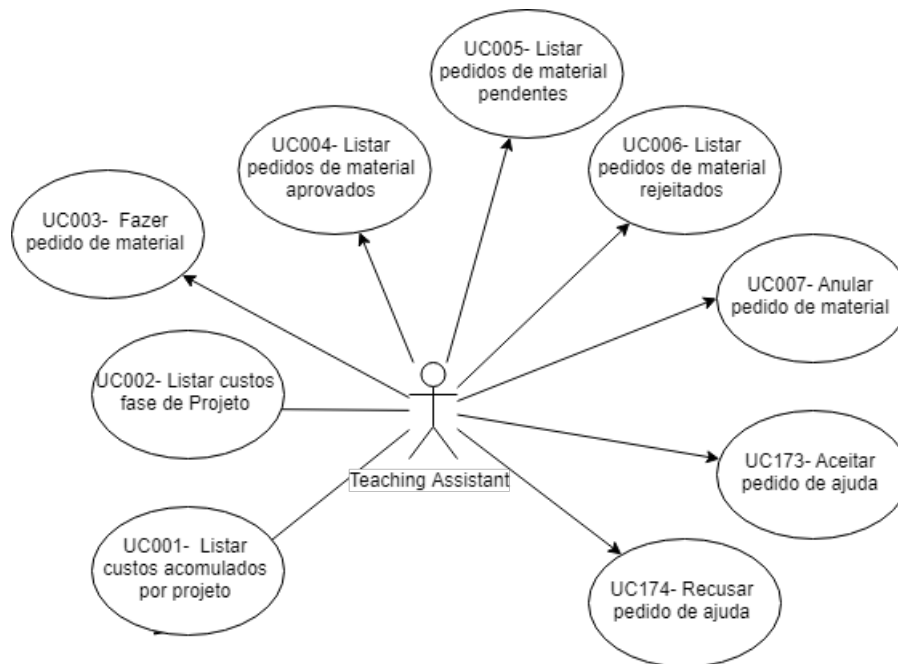 UC005- Listar
pedidos de material
pendentes
UC004- Listar
pedidos de material
aprovados
UC006- Listar
pedidos de material
rejeitados
UC003-  Fazer
pedido de material
UC007- Anular
pedido de material
UC002- Listar custos
fase de Projeto
UC173- Aceitar
pedido de ajuda
Teaching Assistant
UC001-  Listar
custos acomulados
por projeto
UC174- Recusar
pedido de ajuda